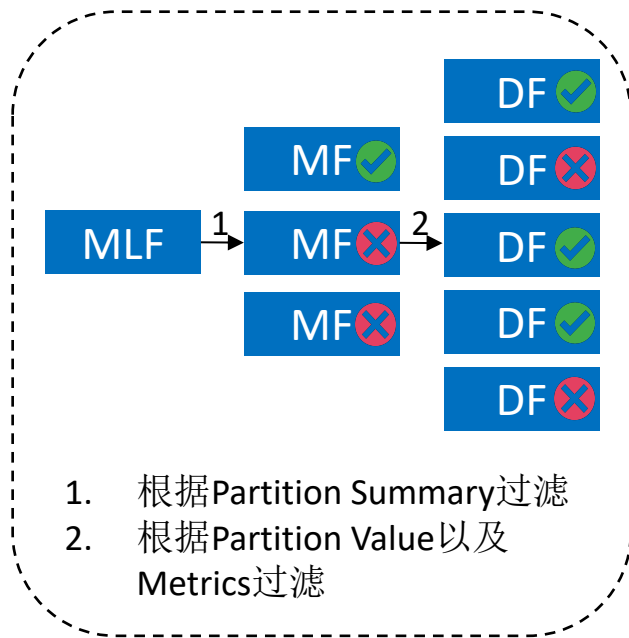 MLF
1
MF
MF
MF
2
DF
DF
DF
DF
DF
1. 根据Partition Summary过滤
2. 根据Partition Value以及
Metrics过滤